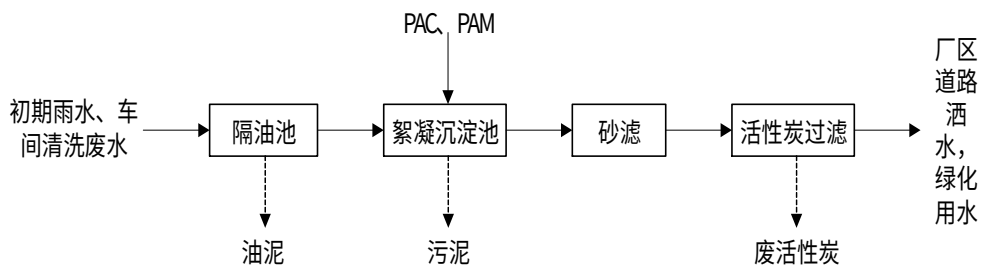 PAC、PAM
初期雨水、车
间清洗废水
隔油池
絮凝沉淀池
砂滤
活性炭过滤
厂区
道路
洒
水，
绿化
用水
油泥
污泥
废活性炭